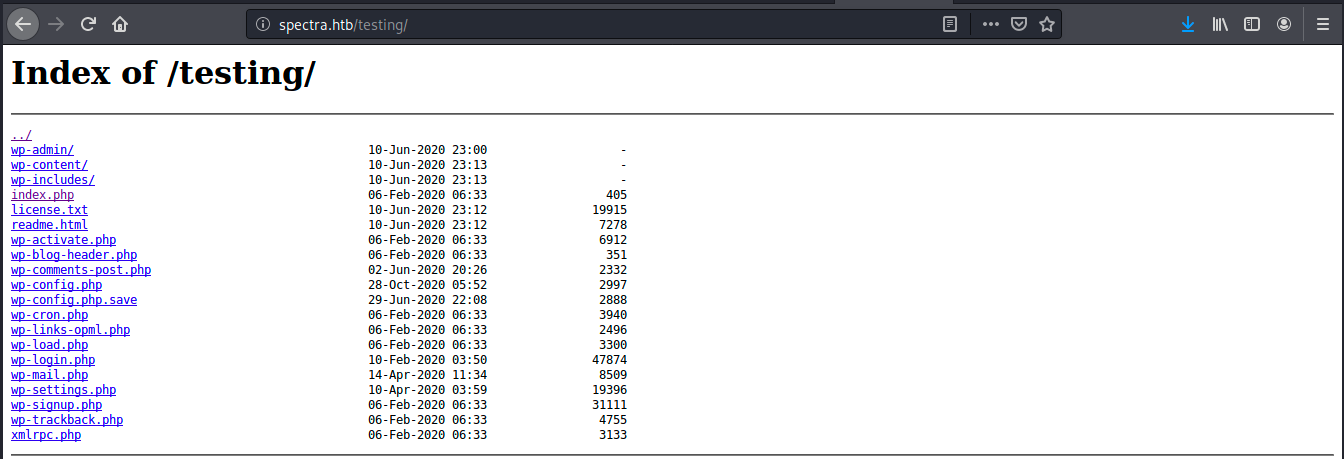 spectra.htb/testing/
Index of /testing/
../
wp-admin/ 10-Jun-2020 23:00 -
wp-content/ 10-Jun-2020 23:13 -
wp-includes/ 10-Jun-2020 23:13 -
index.php 06-Feb-2020 06:33 405
license.txt 10-Jun-2020 23:12 19915
readme.html 10-Jun-2020 23:12 7278
wp-activate.php 06-Feb-2020 06:33 6912
wp-blog-header.php 06-Feb-2020 06:33 351
wp-comments-post.php 02-Jun-2020 20:26 2332
wp-config.php 28-Oct-2020 05:52 2997
wp-config.php.save 29-Jun-2020 22:08 2888
wp-cron.php 06-Feb-2020 06:33 3940
wp-links-opml.php 06-Feb-2020 06:33 2496
wp-load.php 06-Feb-2020 06:33 3300
wp-login.php 10-Feb-2020 03:50 47874
wp-mail.php 14-Apr-2020 11:34 8509
wp-settings.php 10-Apr-2020 03:59 19396
wp-signup.php 06-Feb-2020 06:33 31111
wp-trackback.php 06-Feb-2020 06:33 4755
xmlrpc.php 06-Feb-2020 06:33 3133